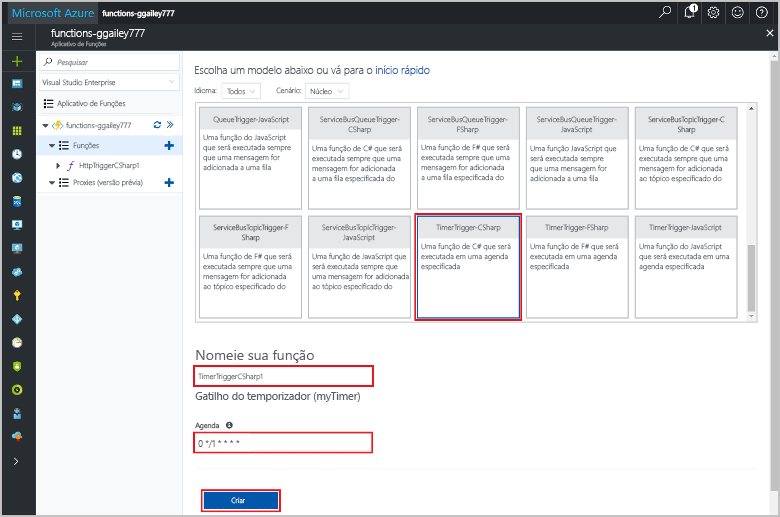 Microsoft Azure functions-ggailey777
1
functions-ggailey777
Aplicativo de Funções
Pesquisar
Visual Studio Enterprise
Aplicativo de Funções
functions-ggailey777
Funções
HttpTriggerCSharp1
Proxies (versão prévia)
Escolha um modelo abaixo ou vá para o início rápido
Idioma: Todos Cenário: Núcleo
QueueTrigger-JavaScript
Uma função do JavaScript
que será executada sempre
que uma mensagem for
adicionada a uma fila
ServiceBusQueueTrigger-
CSharp
Uma função de C# que será
executada sempre que uma
mensagem for adicionada
a uma fila especificada do
ServiceBusQueueTrigger-
FSharp
Uma função de F# que será
executada sempre que uma
mensagem for adicionada a
uma fila especificada do
ServiceBusQueueTrigger-
JavaScript
Uma função JavaScript que
será executada sempre
que uma mensagem for
adicionada a uma fila
ServiceBusTopicTrigger-C
Sharp
Uma função de C# que será
executada sempre que uma
mensagem for adicionada
ao tópico especificado do
ServiceBusTopicTrigger-F
Sharp
Uma função de F# que será
executada sempre que uma
mensagem for adicionada
ao tópico especificado do
ServiceBusTopicTrigger-
JavaScript
Uma função de JavaScript que
será executada sempre que
uma mensagem for adicionada
ao tópico especificado do
TimerTrigger-CSharp
Uma função de C# que será
executada em uma agenda
especificada
TimerTrigger-FSharp
Uma função de F# que será
executada em uma agenda
especificada
TimerTrigger-JavaScript
Uma função do JavaScript
que será executada em
uma agenda especificada
Nomeie sua função
TimerTriggerCSharp1
Gatilho do temporizador (myTimer)
Agenda
0 */1 * * * *
Criar